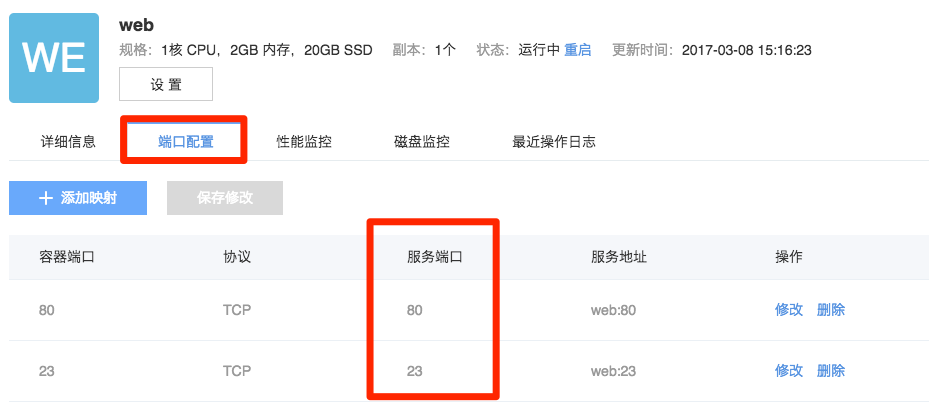 WE
web
规格：1核 CPU，2GB 内存，20GB SSD 副本：1个 状态：运行中 重启 更新时间：2017-03-08 15:16:23
设 置
详细信息 端口配置 性能监控 磁盘监控 最近操作日志
＋ 添加映射 保存修改
容器端口 协议 服务端口 服务地址 操作
80 TCP 80 web:80 修改 删除
23 TCP 23 web:23 修改 删除